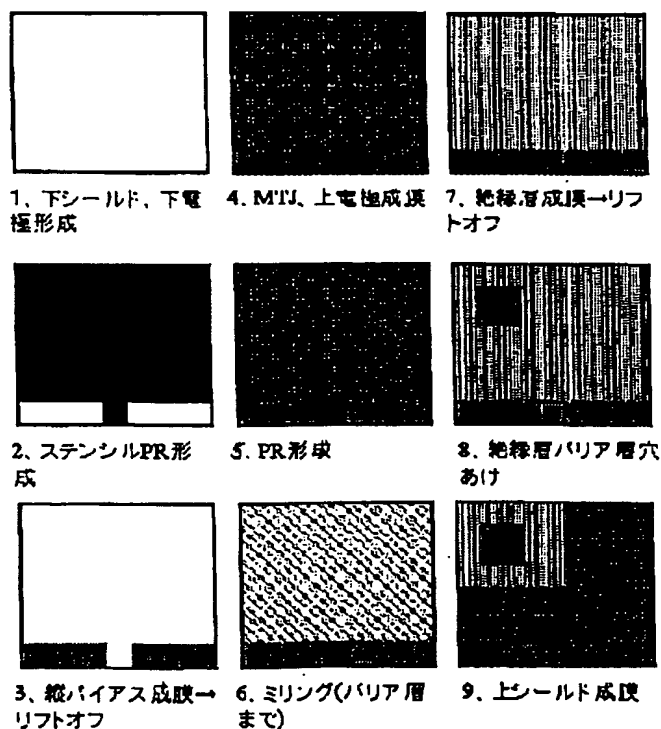 1、下シールド、下電
極形成
4. MTJ、上電極成膜
7、絶縁層成膜→リフ
トオフ
2、ステンシルPR形
成
5. PR形成
8、絶縁層バリア層穴
あけ
3、縦バイアス成膜→
リフトオフ
6、ミリング(バリア層
まで)
9、上シールド成膜